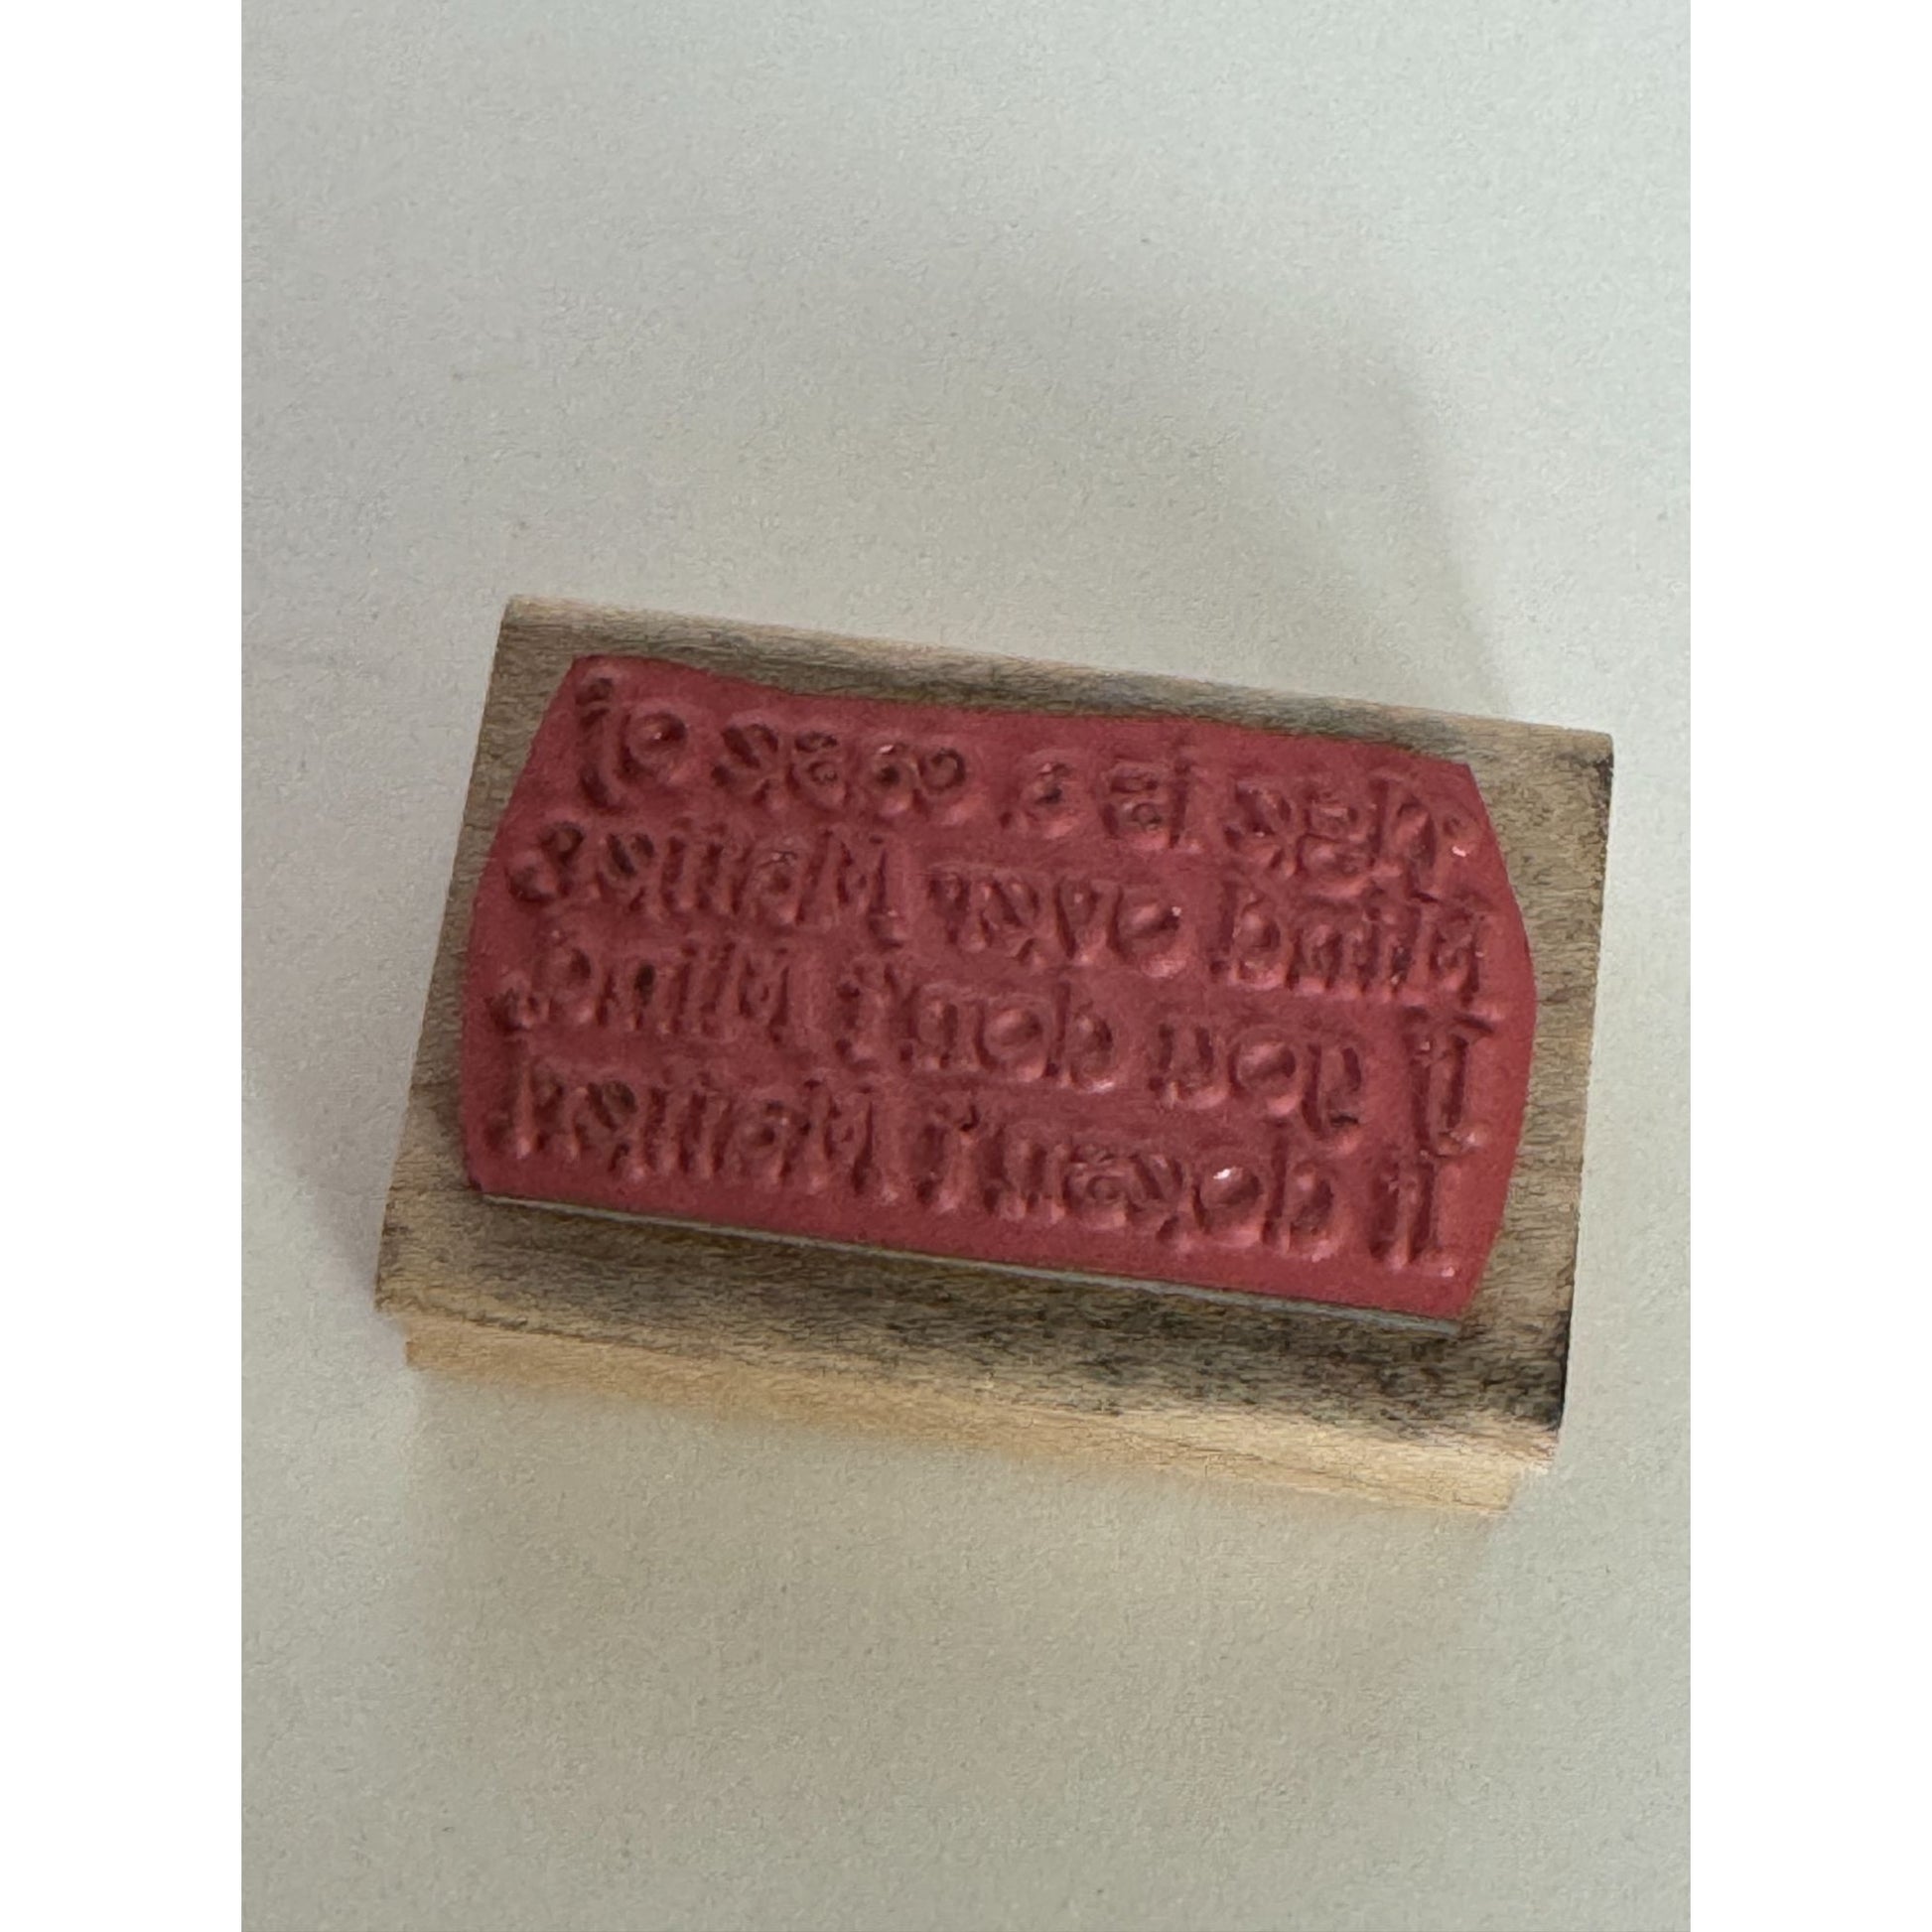 Age is a case of
Mind over Matter.
If you don't Mind,
It doesn't Matter!